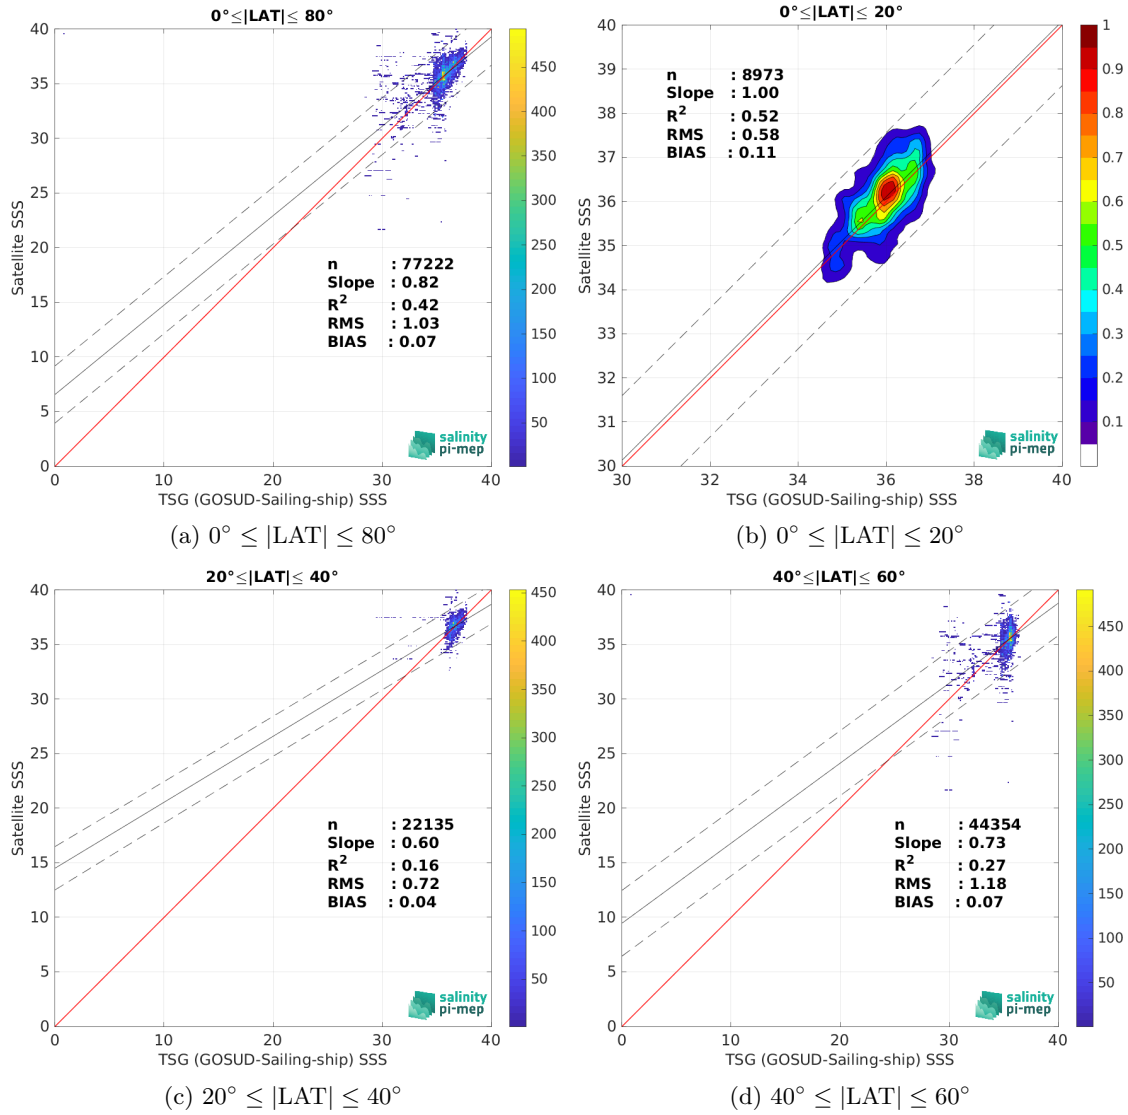 0°≤|LAT|≤ 80°
40
35
30
25
20
15
10
5
0
Satellite SSS
n : 77222
Slope : 0.82
R² : 0.42
RMS : 1.03
BIAS : 0.07
salinity
pi-mep
0 10 20 30 40
TSG (GOSUD-Sailing-ship) SSS
450
400
350
300
250
200
150
100
50
(a) 0° ≤ |LAT| ≤ 80°
0°≤|LAT|≤ 20°
40
39
38
37
36
35
34
33
32
31
30
Satellite SSS
n : 8973
Slope : 1.00
R² : 0.52
RMS : 0.58
BIAS : 0.11
salinity
pi-mep
30 32 34 36 38 40
TSG (GOSUD-Sailing-ship) SSS
1
0.9
0.8
0.7
0.6
0.5
0.4
0.3
0.2
0.1
(b) 0° ≤ |LAT| ≤ 20°
20°≤|LAT|≤ 40°
40
35
30
25
20
15
10
5
0
Satellite SSS
n : 22135
Slope : 0.60
R² : 0.16
RMS : 0.72
BIAS : 0.04
salinity
pi-mep
0 10 20 30 40
TSG (GOSUD-Sailing-ship) SSS
450
400
350
300
250
200
150
100
50
(c) 20° ≤ |LAT| ≤ 40°
40°≤|LAT|≤ 60°
40
35
30
25
20
15
10
5
0
Satellite SSS
n : 44354
Slope : 0.73
R² : 0.27
RMS : 1.18
BIAS : 0.07
salinity
pi-mep
0 10 20 30 40
TSG (GOSUD-Sailing-ship) SSS
450
400
350
300
250
200
150
100
50
(d) 40° ≤ |LAT| ≤ 60°